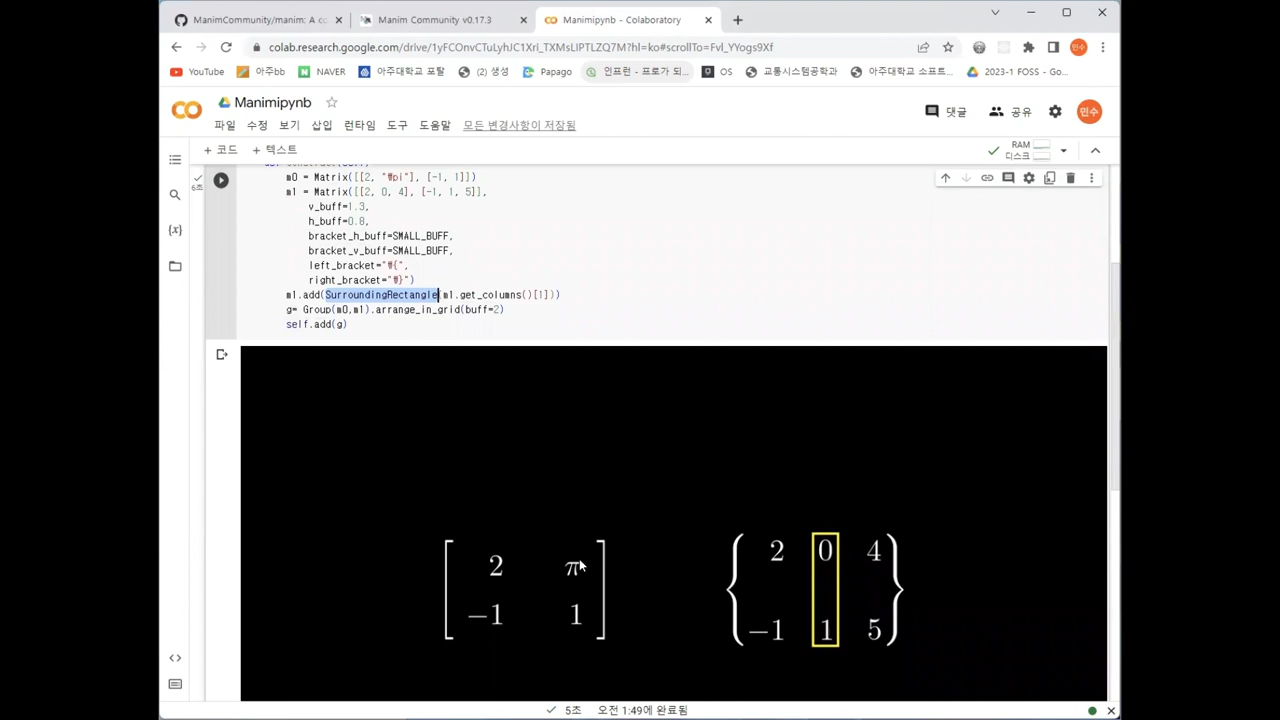 ManimCommunity/manim: A co
Manim Community v0.17.3
Manimipynb - Colaboratory
colab.research.google.com/drive/1yFCOnvCTuLyhJC1XrI_TXMsLIPTLZQ7M?hl=ko#scrollTo=Fvl_YYogs9Xf
민수
YouTube
아주bb
NAVER
아주대학교 포탈
(2) 생성
Papago
인프런 - 프로가 되...
OS
교통시스템공학과
아주대학교 소프트...
2023-1 FOSS - Go...
CO
Manimipynb
댓글
공유
민수
파일 수정 보기 삽입 런타임 도구 도움말 모든 변경사항이 저장됨
+ 코드 + 텍스트
RAM
디스크
6초
m0 = Matrix([[2, "₩pi"], [-1, 1]])
m1 = Matrix([[2, 0, 4], [-1, 1, 5]],
v_buff=1.3,
h_buff=0.8,
bracket_h_buff=SMALL_BUFF,
bracket_v_buff=SMALL_BUFF,
left_bracket="₩{",
right_bracket="₩}")
m1.add(SurroundingRectangle(m1.get_columns()[1]))
g= Group(m0,m1).arrange_in_grid(buff=2)
self.add(g)
{x}
2 π
−1 1
2 0 4
−1 1 5
5초 오전 1:49에 완료됨